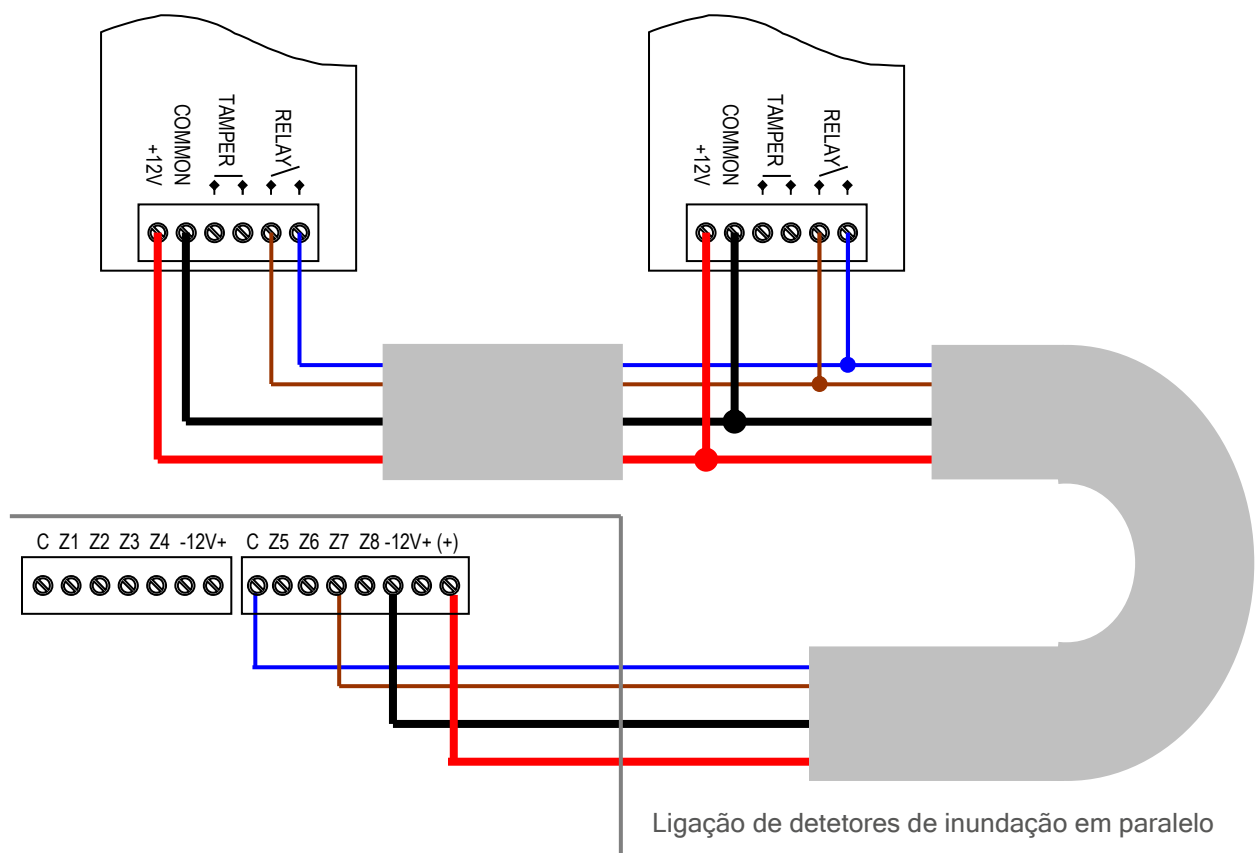 +12V COMMON TAMPER RELAY
+12V COMMON TAMPER RELAY
C Z1 Z2 Z3 Z4 -12V+ C Z5 Z6 Z7 Z8 -12V+ (+)
Ligação de detetores de inundação em paralelo